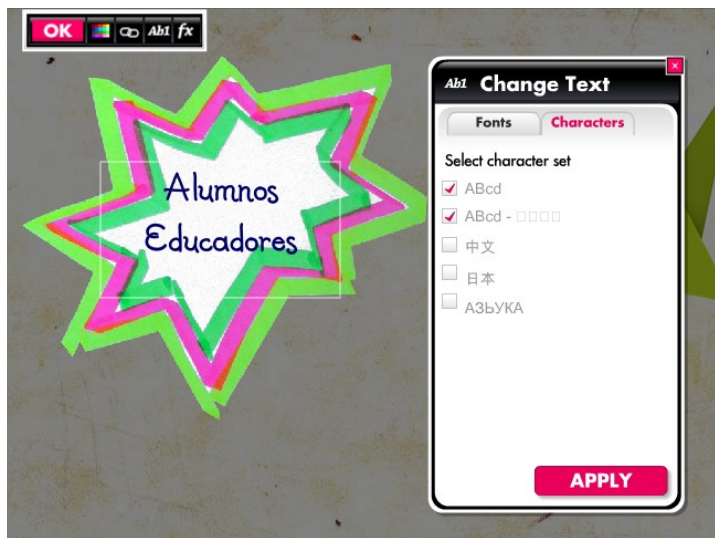 OK Ab1 fx
Alumnos
Educadores
Ab1 Change Text
Fonts Characters
Select character set
ABcd
ABcd - □□□□
中文
日本
АЗЬУКА
APPLY